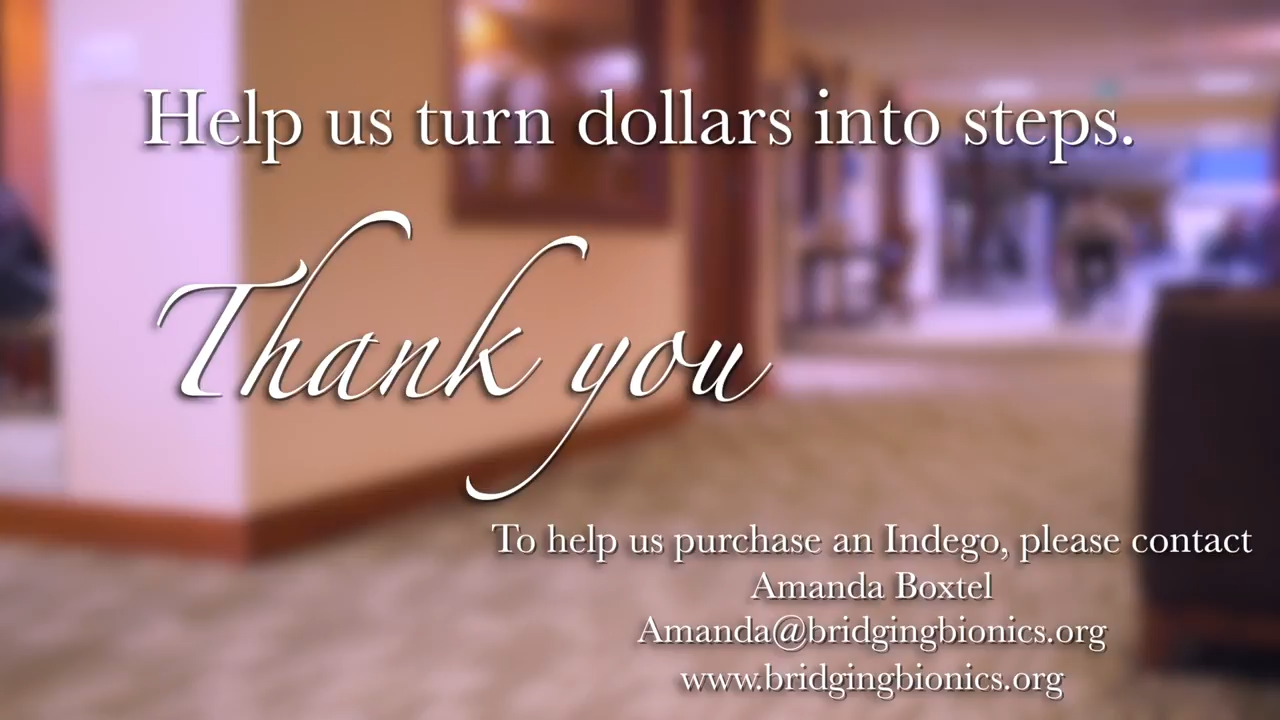 Help us turn dollars into steps.
Thank you
To help us purchase an Indego, please contact
Amanda Boxtel
Amanda@bridgingbionics.org
www.bridgingbionics.org